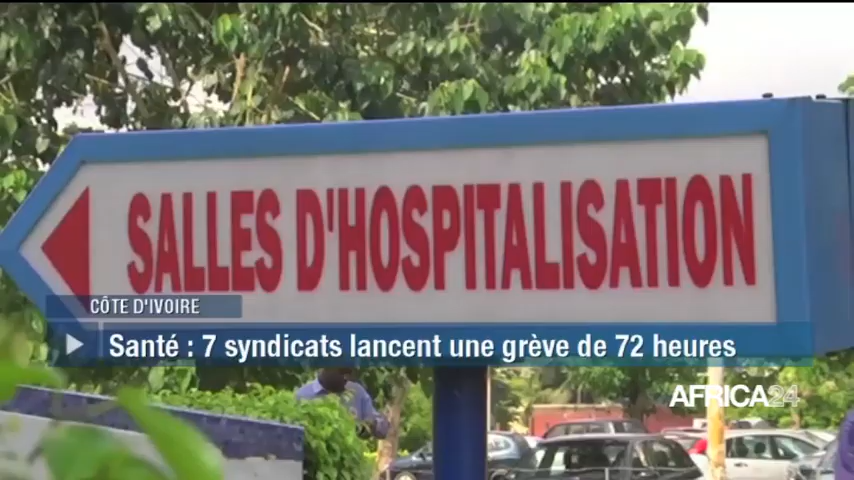 SALLES D'HOSPITALISATION
CÔTE D'IVOIRE
Santé : 7 syndicats lancent une grève de 72 heures
AFRICA24